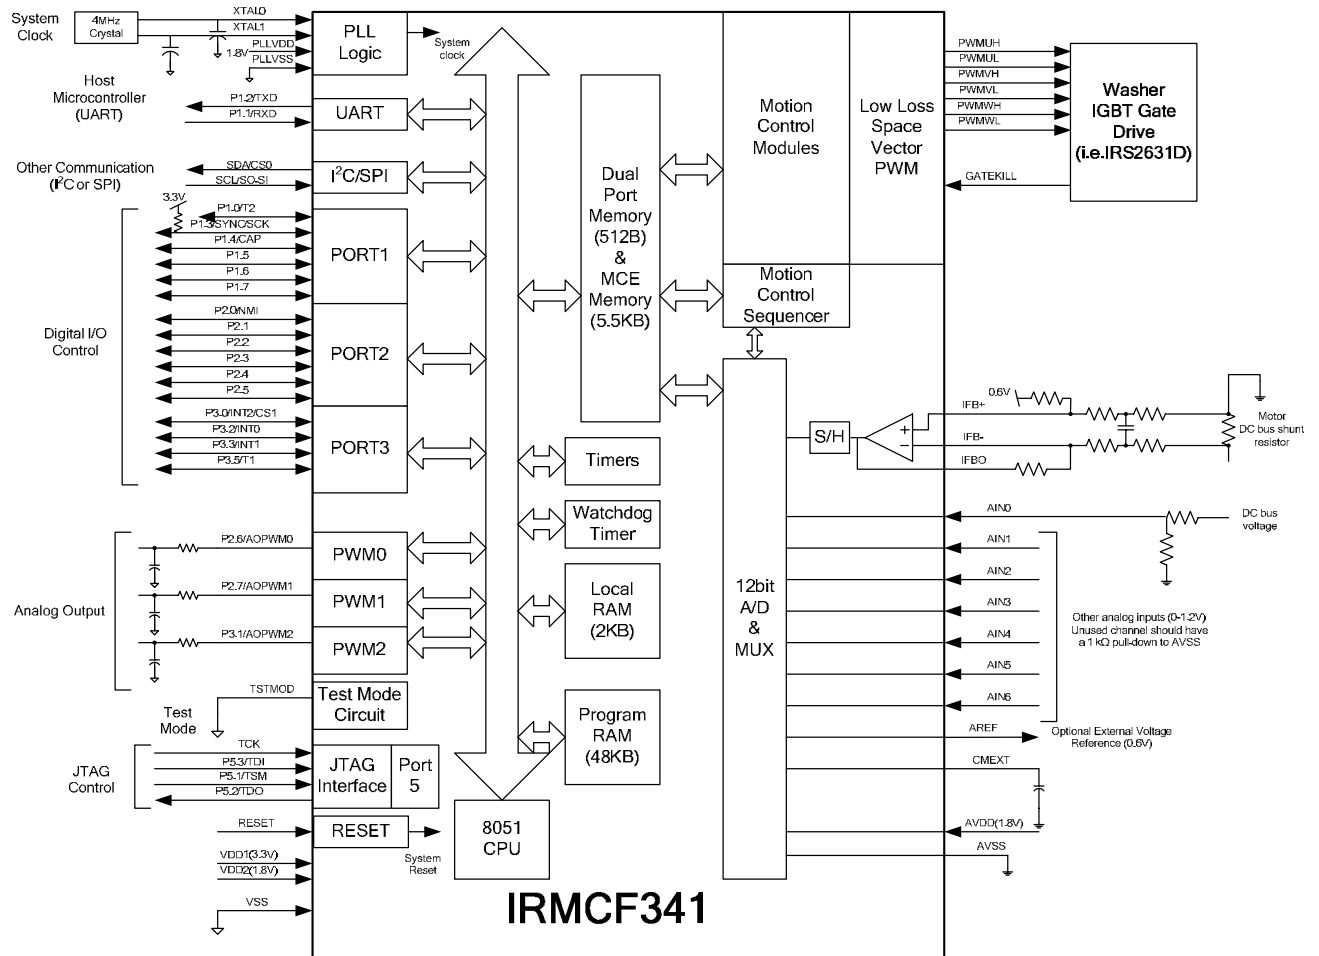 System
Clock
4MHz
Crystal
XTAL0
XTAL1
1.8V
PLLVDD
PLLVSS
PLL
Logic
System
clock
Host
Microcontroller
(UART)
P1.2/TXD
P1.1/RXD
UART
Other Communication
(I²C or SPI)
SDA/CS0
SCL/SO-SI
I²C/SPI
3.3V
P1.0/T2
P1.3/SYNC/SCK
P1.4/CAP
P1.5
P1.6
P1.7
PORT1
Digital I/O
Control
P2.0/NMI
P2.1
P2.2
P2.3
P2.4
P2.5
PORT2
P3.0/INT2/CS1
P3.2/INT0
P3.3/INT1
P3.5/T1
PORT3
Analog Output
P2.6/AOPWM0
P2.7/AOPWM1
P3.1/AOPWM2
PWM0
PWM1
PWM2
Test
Mode
TSTMOD
Test Mode
Circuit
JTAG
Control
TCK
P5.3/TDI
P5.1/TSM
P5.2/TDO
JTAG
Interface
Port
5
RESET
RESET
System
Reset
VDD1(3.3V)
VDD2(1.8V)
VSS
8051
CPU
Dual
Port
Memory
(512B)
&
MCE
Memory
(5.5KB)
Timers
Watchdog
Timer
Local
RAM
(2KB)
Program
RAM
(48KB)
Motion
Control
Modules
Low Loss
Space
Vector
PWM
Motion
Control
Sequencer
12bit
A/D
&
MUX
S/H
+
−
PWMUH
PWMUL
PWMVH
PWMVL
PWMWH
PWMWL
GATEKILL
Washer
IGBT Gate
Drive
(i.e.IRS2631D)
0.6V
IFB+
IFB-
IFBO
Motor
DC bus shunt
resistor
AIN0
DC bus
voltage
AIN1
AIN2
AIN3
AIN4
AIN5
AIN6
Other analog inputs (0-1.2V)
Unused channel should have
a 1 kΩ pull-down to AVSS
AREF
Optional External Voltage
Reference (0.6V)
CMEXT
AVDD(1.8V)
AVSS
IRMCF341